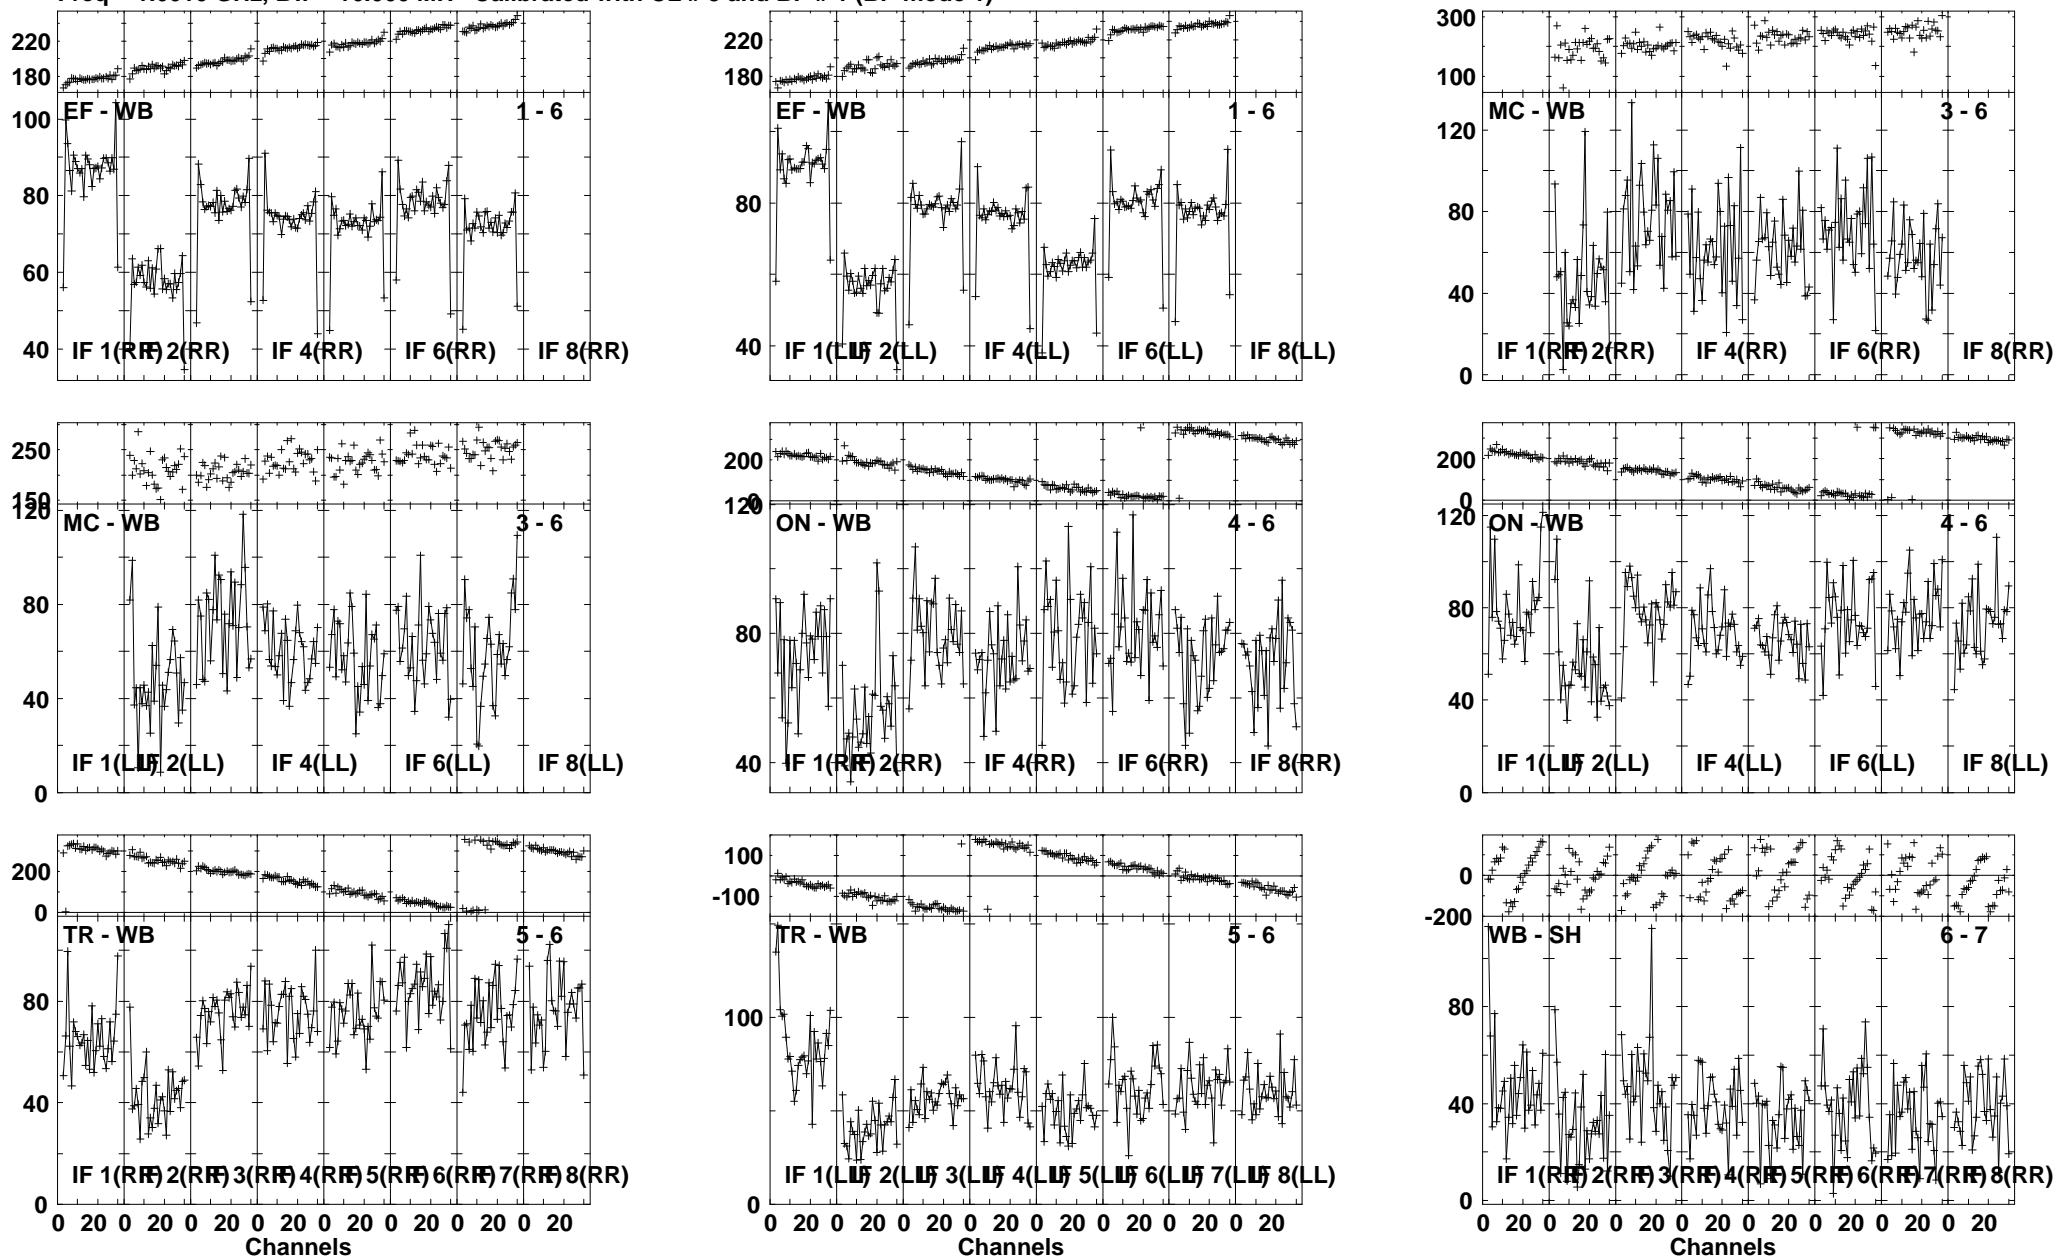 220
180
EF - WB 1 - 6
100
80
60
40
IF 1(RR) IF 2(RR) IF 4(RR) IF 6(RR) IF 8(RR)
220
180
EF - WB 1 - 6
80
40
IF 1(LL) IF 2(LL) IF 4(LL) IF 6(LL) IF 8(LL)
300
100
MC - WB 3 - 6
120
80
40
0
IF 1(RR) IF 2(RR) IF 4(RR) IF 6(RR) IF 8(RR)
250
150
MC - WB 3 - 6
120
80
40
0
IF 1(LL) IF 2(LL) IF 4(LL) IF 6(LL) IF 8(LL)
200
0
ON - WB 4 - 6
120
80
40
IF 1(RR) IF 2(RR) IF 4(RR) IF 6(RR) IF 8(RR)
200
0
ON - WB 4 - 6
120
80
40
0
IF 1(LL) IF 2(LL) IF 4(LL) IF 6(LL) IF 8(LL)
200
0
TR - WB 5 - 6
80
40
0
IF 1(RR) IF 2(RR) IF 3(RR) IF 4(RR) IF 5(RR) IF 6(RR) IF 7(RR) IF 8(RR)
0 20 0 20 0 20 0 20 0 20 0 20 0 20 0 20
Channels
100
-100
TR - WB 5 - 6
100
0
IF 1(LL) IF 2(LL) IF 3(LL) IF 4(LL) IF 5(LL) IF 6(LL) IF 7(LL) IF 8(LL)
0 20 0 20 0 20 0 20 0 20 0 20 0 20 0 20
Channels
0
-200
WB - SH 6 - 7
80
40
0
IF 1(RR) IF 2(RR) IF 3(RR) IF 4(RR) IF 5(RR) IF 6(RR) IF 7(RR) IF 8(RR)
0 20 0 20 0 20 0 20 0 20 0 20 0 20 0 20
Channels